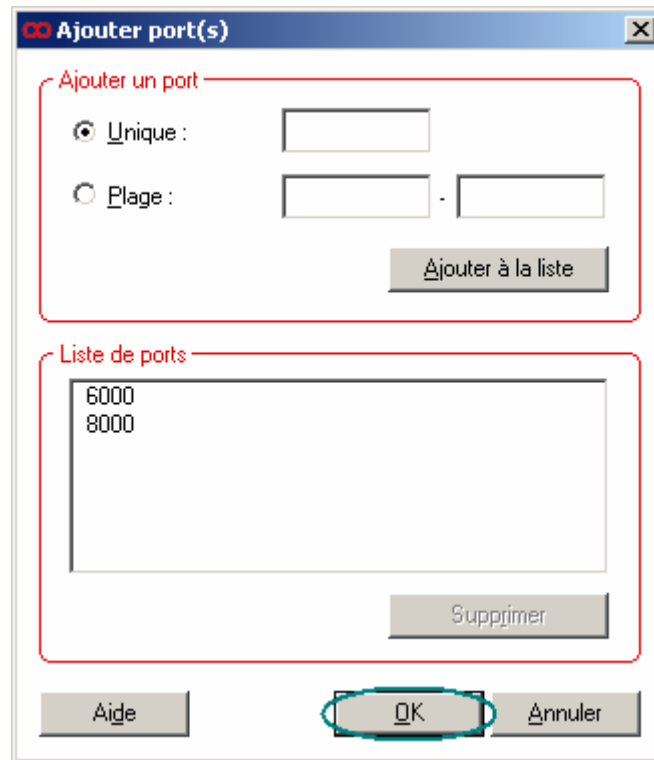 Ajouter port(s)
Ajouter un port
Unique :
Plage : -
Ajouter à la liste
Liste de ports
6000
8000
Supprimer
Aide OK Annuler